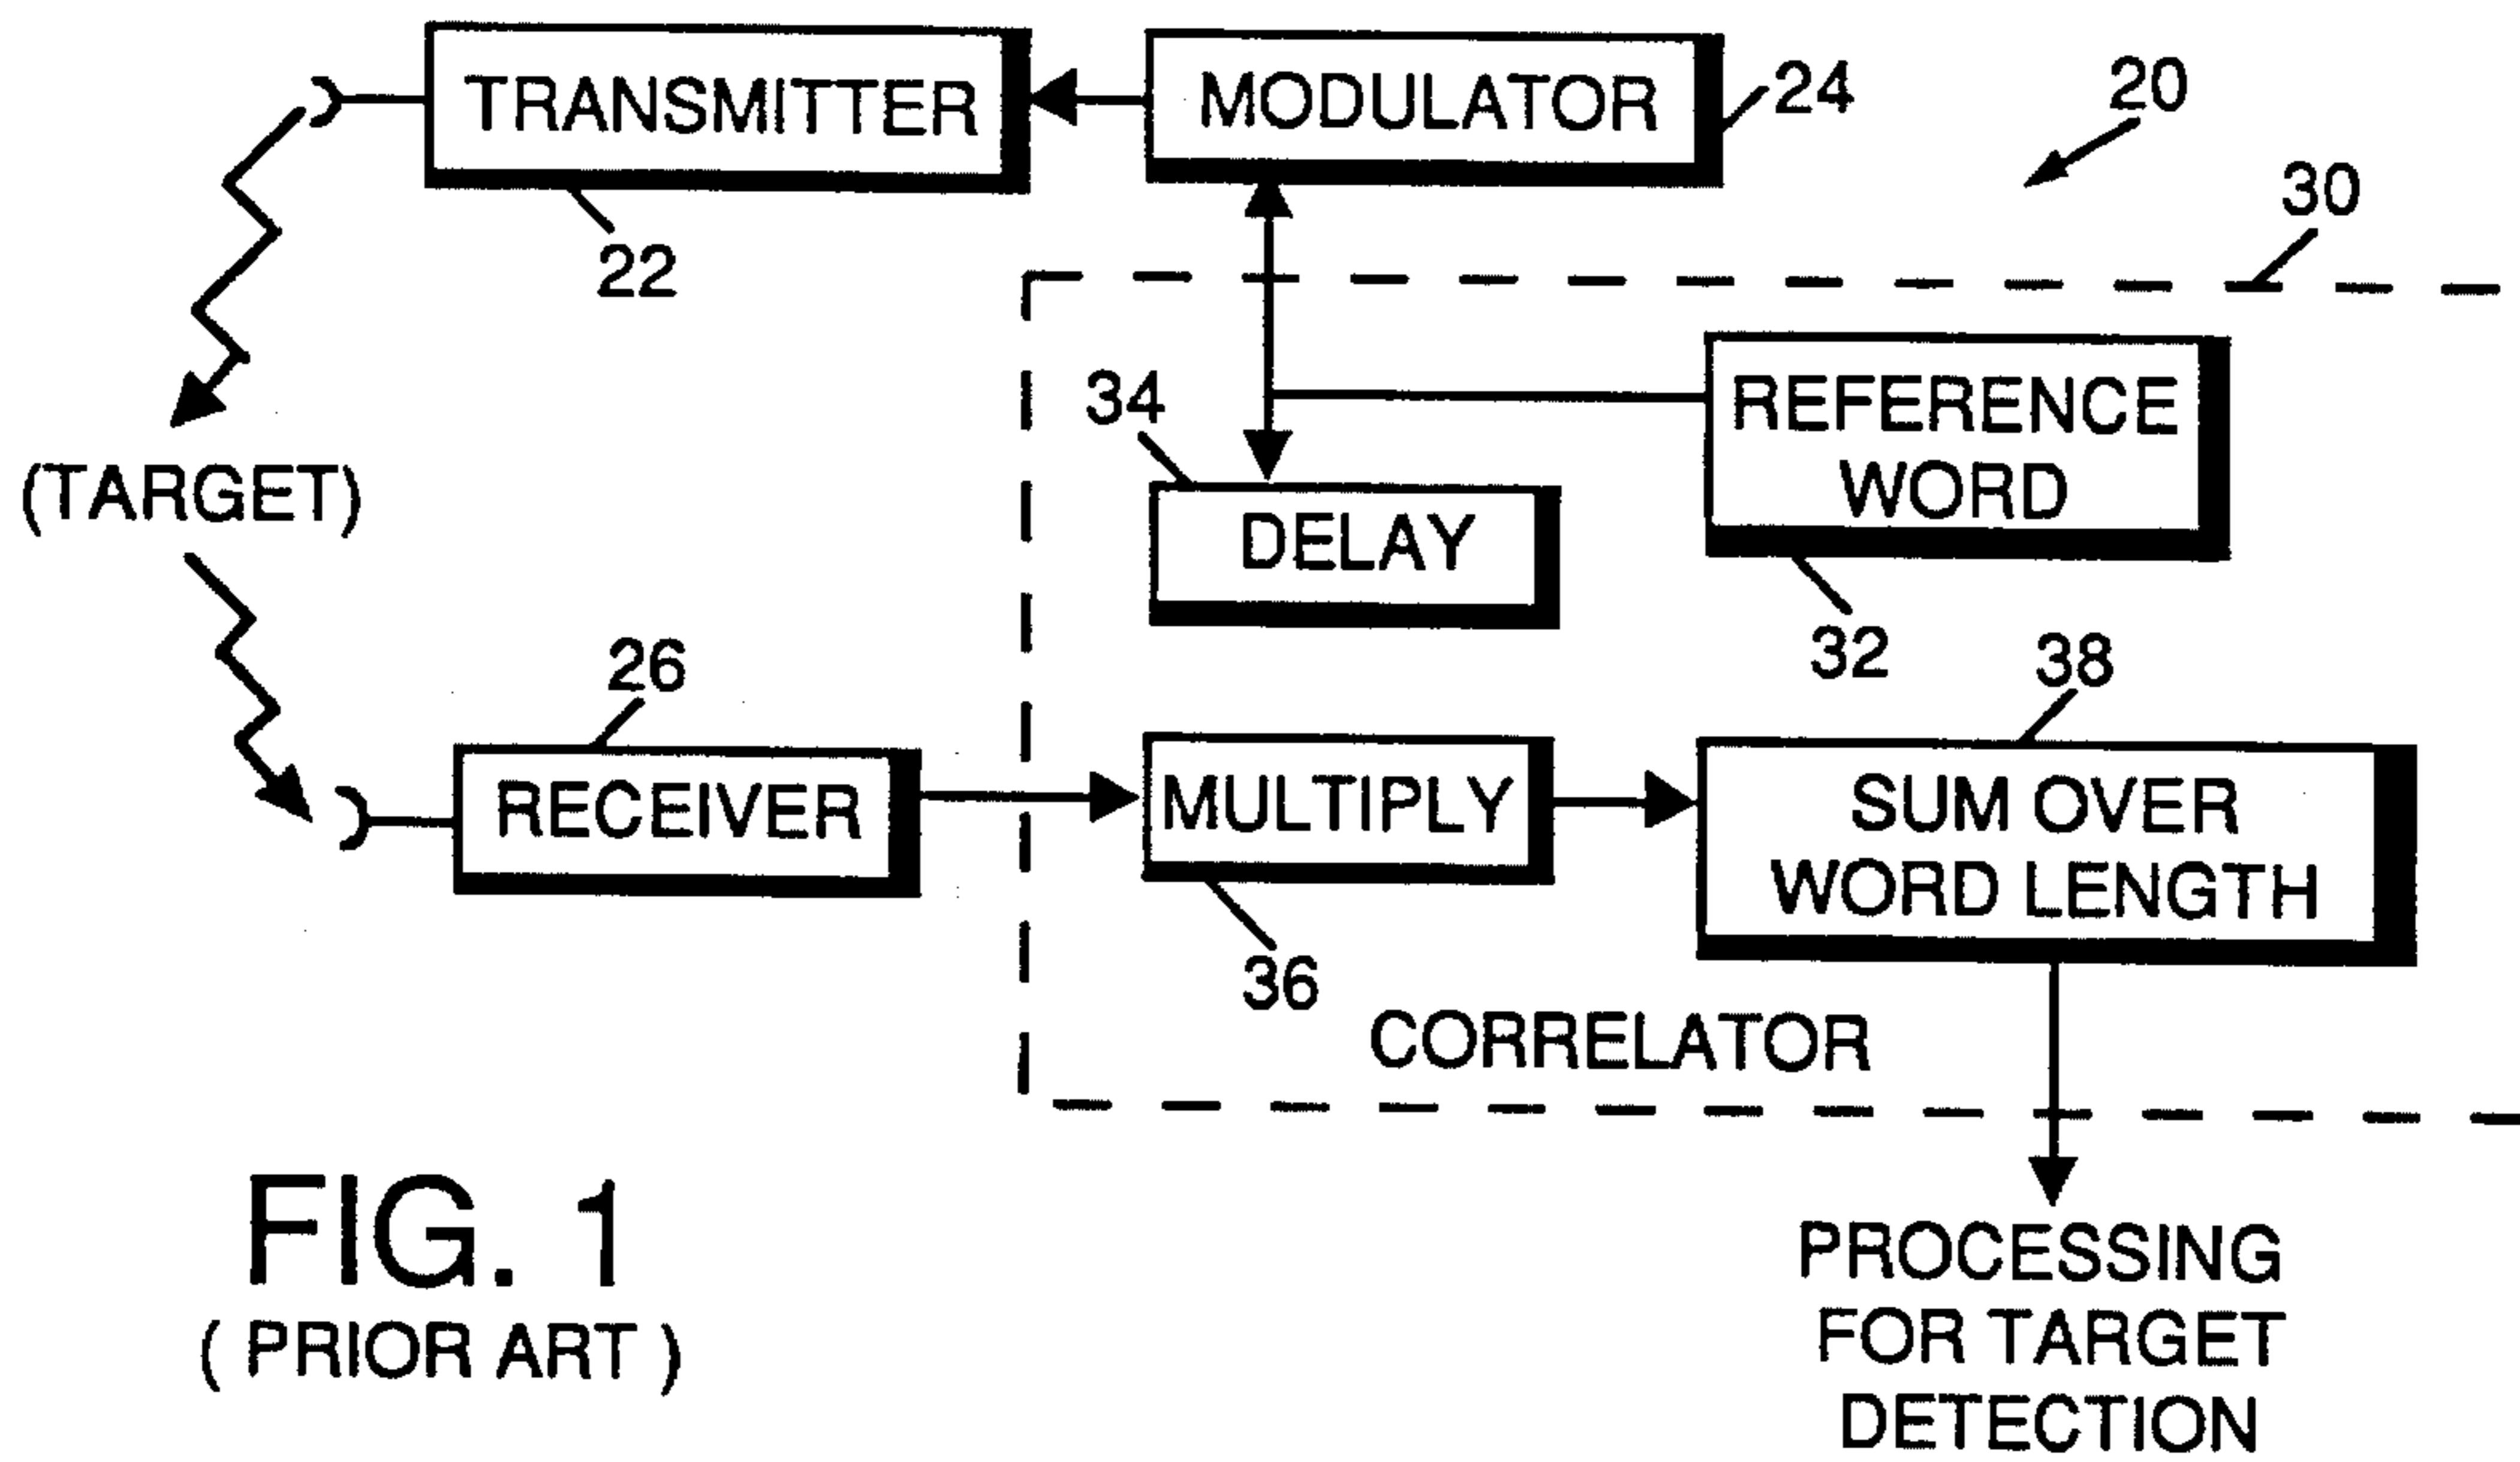 TRANSMITTER
MODULATOR
24
20
30
22
34
REFERENCE
WORD
(TARGET)
DELAY
32
38
26
RECEIVER
MULTIPLY
SUM OVER
WORD LENGTH
36
CORRELATOR
FIG. 1
( PRIOR ART )
PROCESSING
FOR TARGET
DETECTION